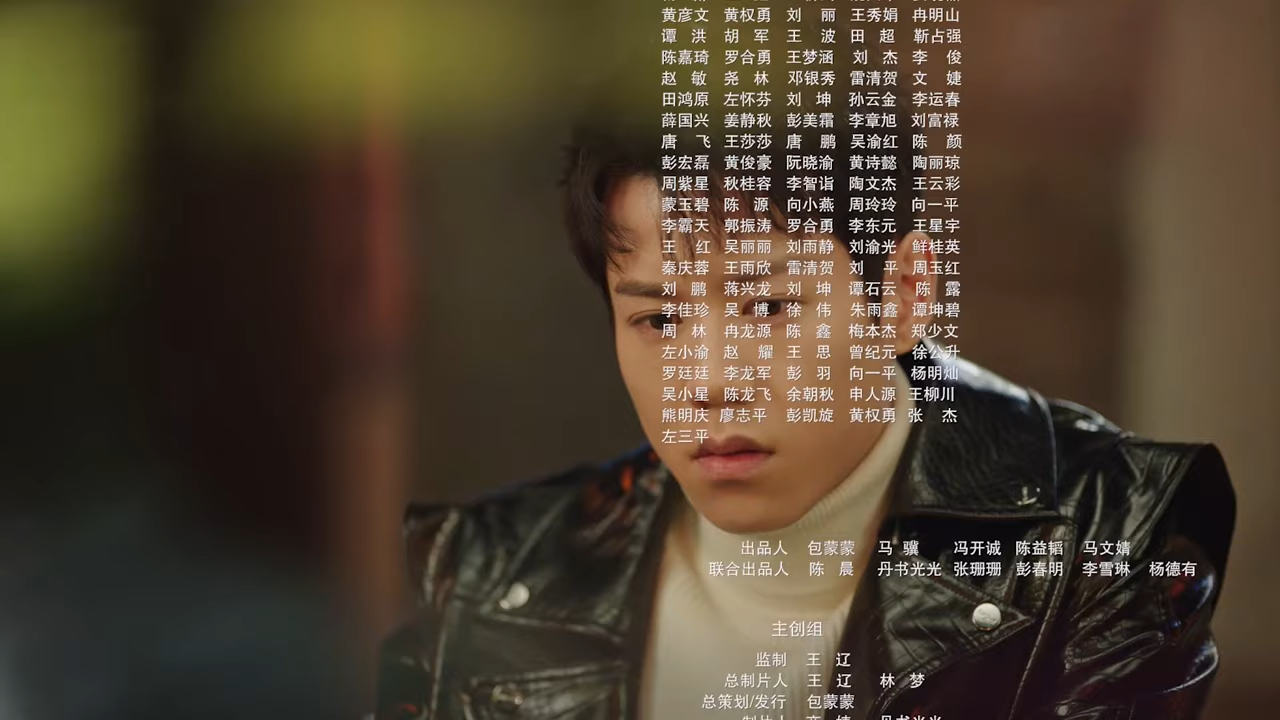 黄彦文 黄权勇 刘 丽 王秀娟 冉明山
谭 洪 胡 军 王 波 田 超 靳占强
陈嘉琦 罗合勇 王梦涵 刘 杰 李 俊
赵 敏 尧 林 邓银秀 雷清贺 文 婕
田鸿原 左怀芬 刘 坤 孙云金 李运春
薛国兴 姜静秋 彭美霜 李章旭 刘富禄
唐 飞 王莎莎 唐 鹏 吴渝红 陈 颜
彭宏磊 黄俊豪 阮晓渝 黄诗懿 陶丽琼
周紫星 秋桂容 李智诣 陶文杰 王云彩
蒙玉碧 陈 源 向小燕 周玲玲 向一平
李霸天 郭振涛 罗合勇 李东元 王星宇
王 红 吴丽丽 刘雨静 刘渝光 鲜桂英
秦庆蓉 王雨欣 雷清贺 刘 平 周玉红
刘 鹏 蒋兴龙 刘 坤 谭石云 陈 露
李佳珍 吴 博 徐 伟 朱雨鑫 谭坤碧
周 林 冉龙源 陈 鑫 梅本杰 郑少文
左小渝 赵 耀 王 思 曾纪元 徐公升
罗廷廷 李龙军 彭 羽 向一平 杨明灿
吴小星 陈龙飞 余朝秋 申人源 王柳川
熊明庆 廖志平 彭凯旋 黄权勇 张 杰
左三平
出品人 包蒙蒙 马 骥 冯开诚 陈益韬 马文婧
联合出品人 陈 晨 丹书光光 张珊珊 彭春明 李雪琳 杨德有
主创组
监制 王 辽
总制片人 王 辽 林 梦
总策划/发行 包蒙蒙